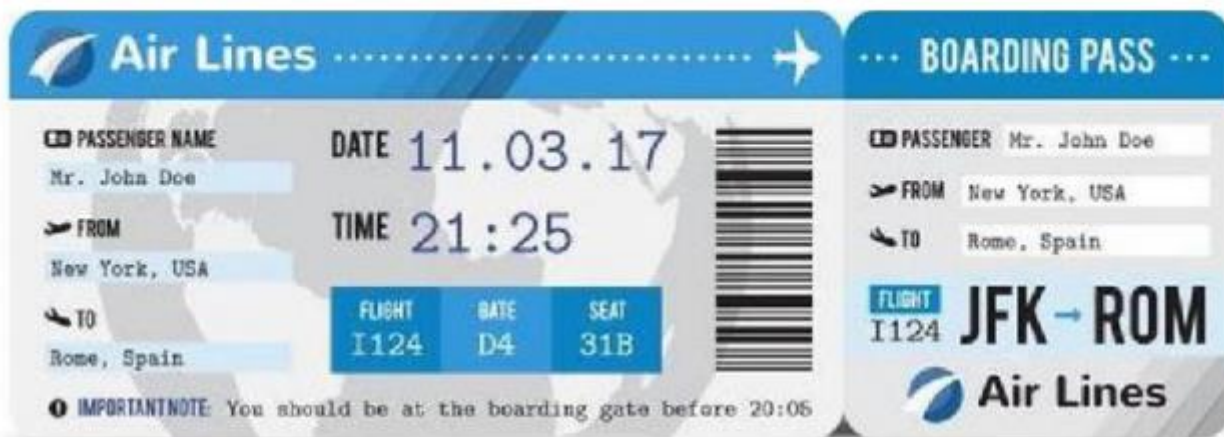 Air Lines
PASSENGER NAME
Mr. John Doe
FROM
New York, USA
TO
Rome, Spain
DATE 11.03.17
TIME 21:25
FLIGHT GATE SEAT
I124 D4 31B
IMPORTANT NOTE: You should be at the boarding gate before 20:05
BOARDING PASS
PASSENGER Mr. John Doe
FROM New York, USA
TO Rome, Spain
FLIGHT
I124
JFK → ROM
Air Lines